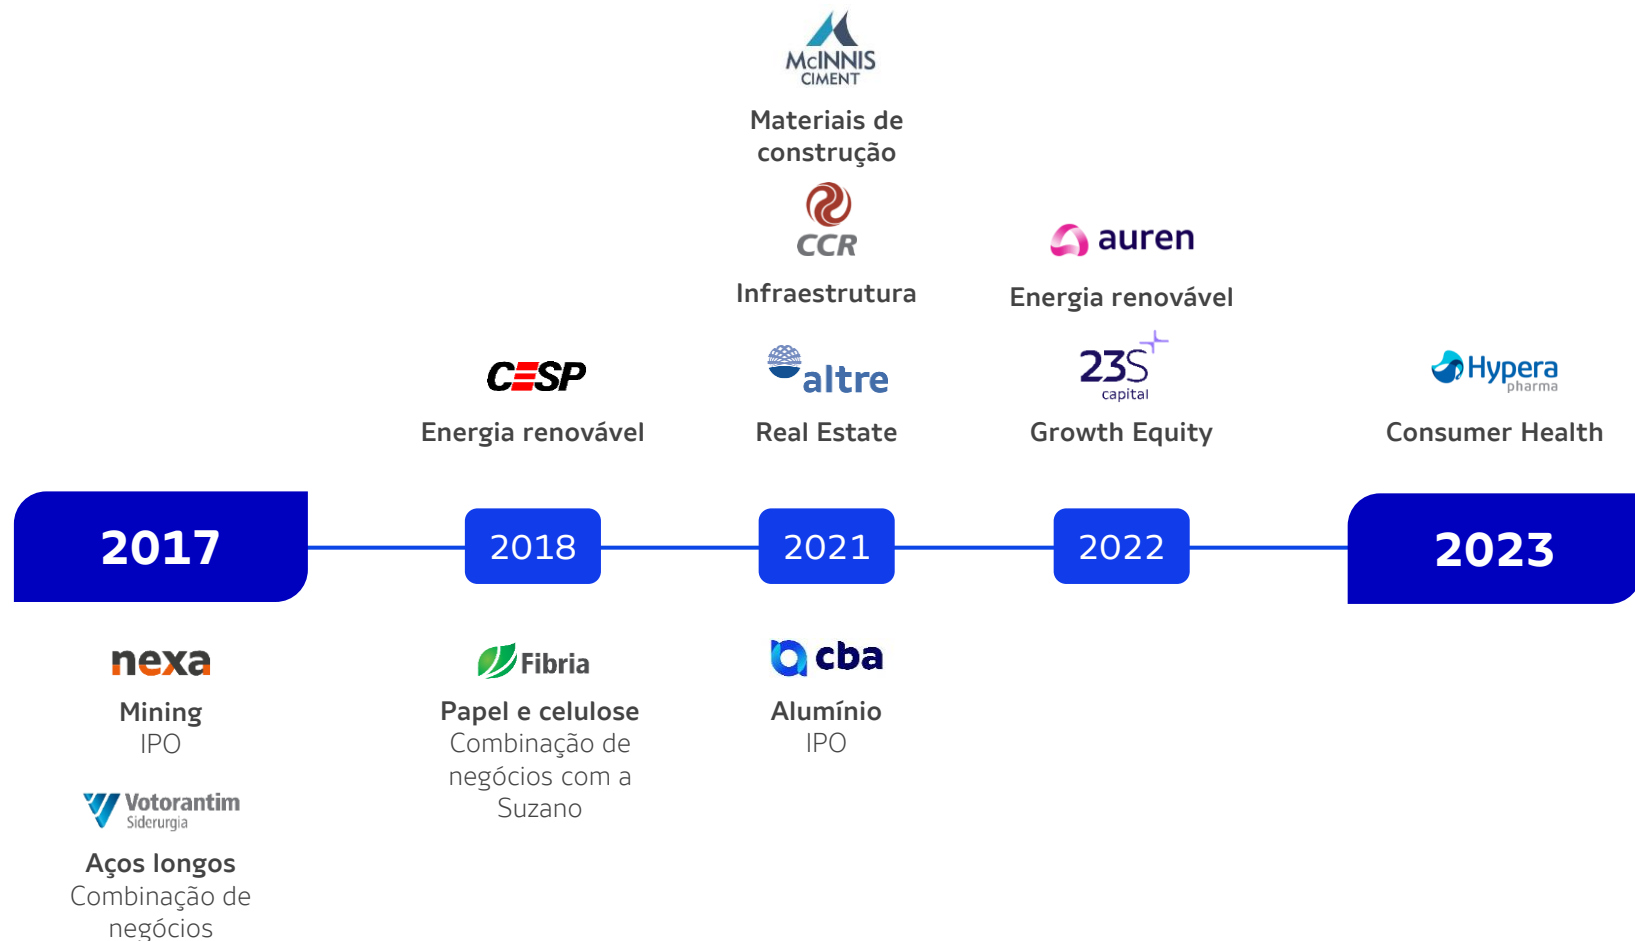 McINNIS
CIMENT
Materiais de
construção
CCR
Infraestrutura
auren
Energia renovável
CESP
Energia renovável
altre
Real Estate
23S+
capital
Growth Equity
Hypera
pharma
Consumer Health
2017
2018
2021
2022
2023
nexa
Mining
IPO
Votorantim
Siderurgia
Aços longos
Combinação de
negócios
Fibria
Papel e celulose
Combinação de
negócios com a
Suzano
cba
Alumínio
IPO